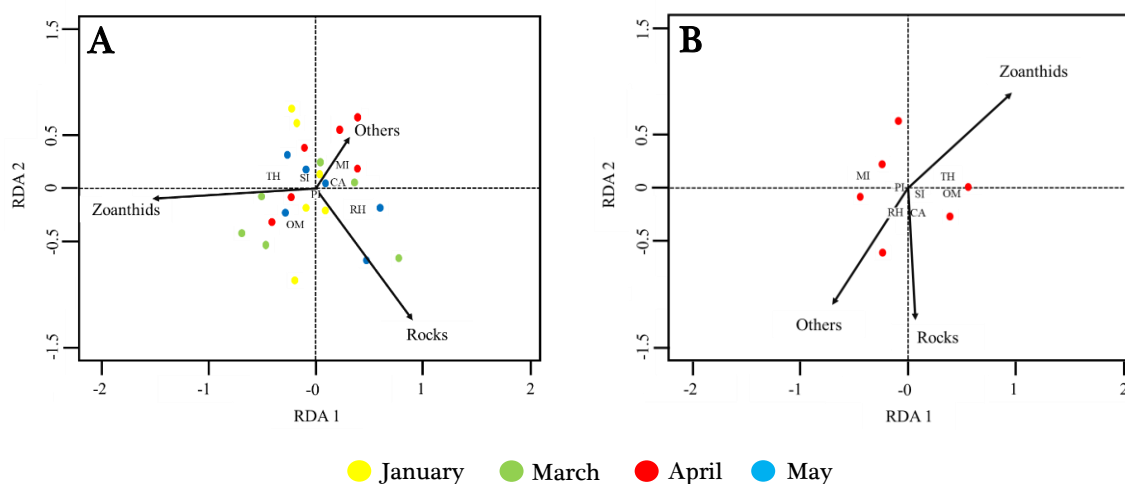 A
1.5
0.5
0
-0.5
-1.5
RDA 2
Others
MI
TH
SI
CA
PI
Zoanthids
RH
OM
Rocks
-2
-1
-0
1
2
RDA 1
B
1.5
0.5
0
-0.5
-1.5
RDA 2
Zoanthids
MI
TH
PI
SI
OM
RH
CA
Others
Rocks
-2
-1
-0
1
2
RDA 1
January March April May